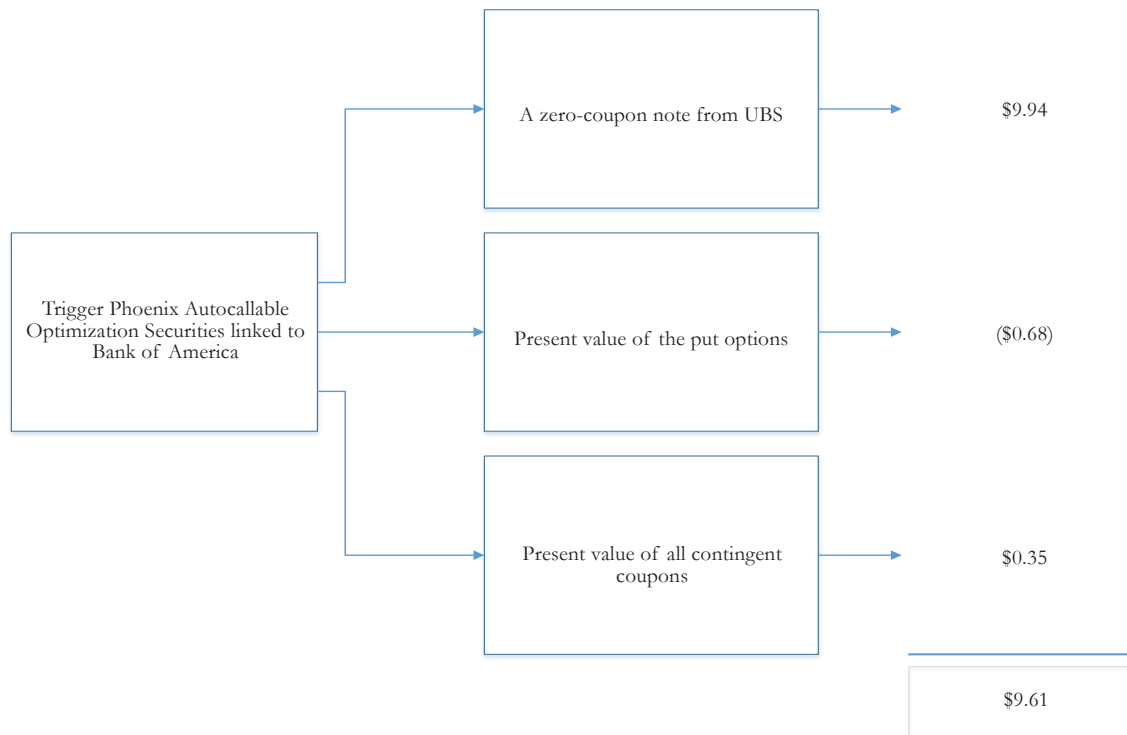 A zero-coupon note from UBS
$9.94
Trigger Phoenix Autocallable
Optimization Securities linked to
Bank of America
Present value of the put options
($0.68)
Present value of all contingent
coupons
$0.35
$9.61